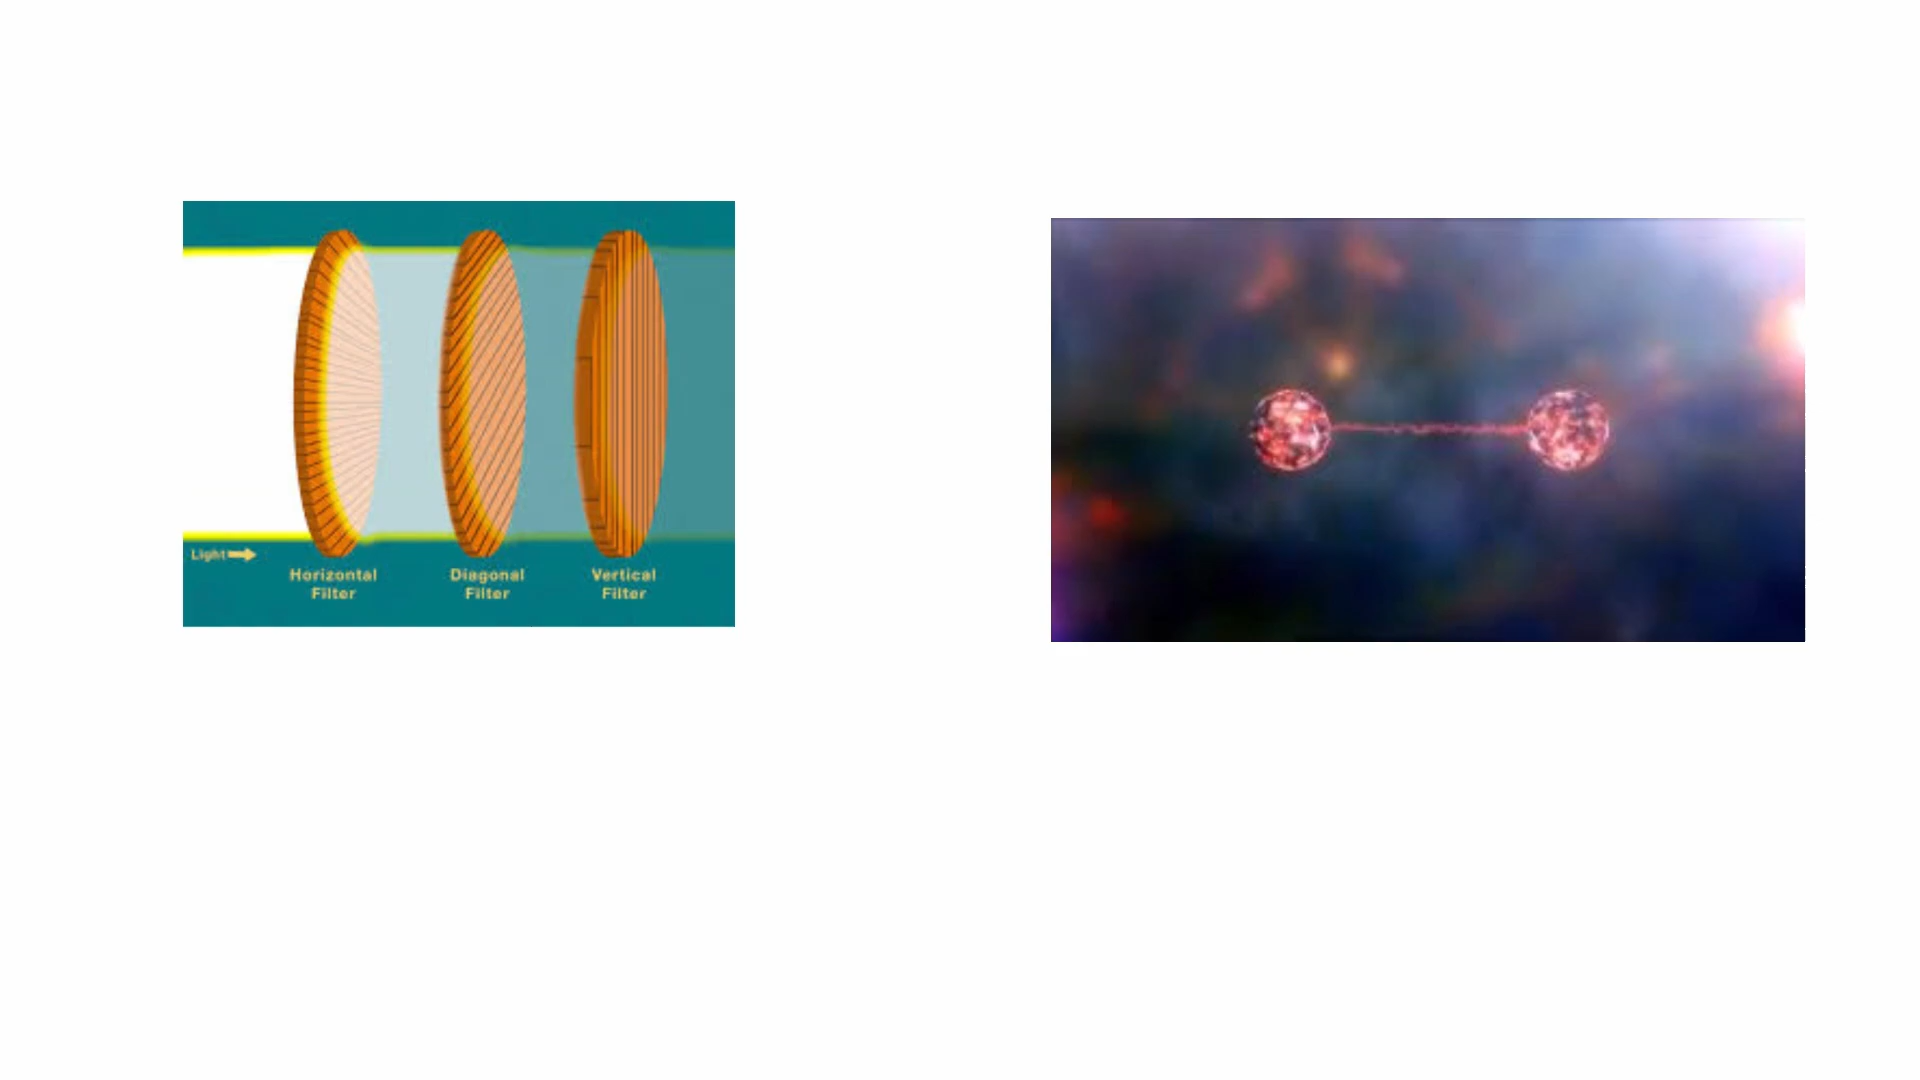 Light
Horizontal
Filter
Diagonal
Filter
Vertical
Filter